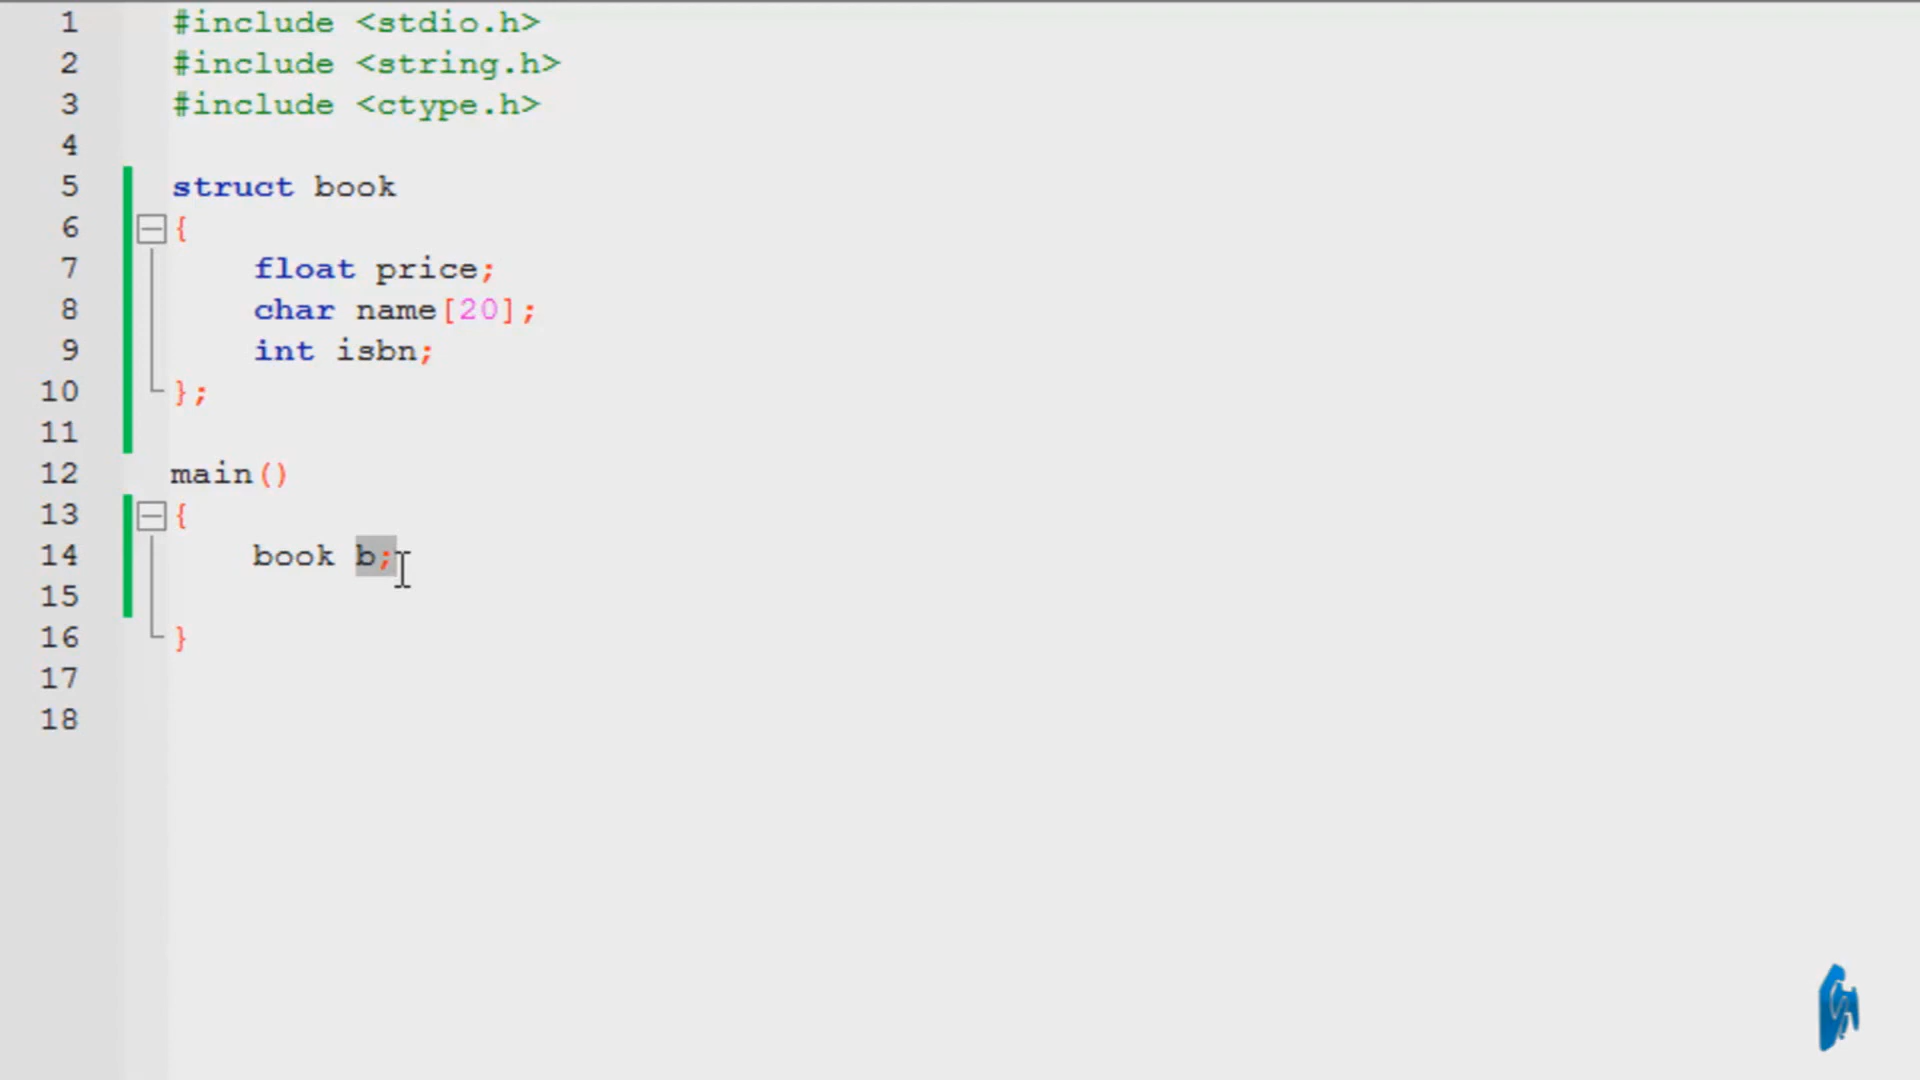 1 #include <stdio.h>
2 #include <string.h>
3 #include <ctype.h>
4
5 struct book
6 {
7 float price;
8 char name[20];
9 int isbn;
10 };
11
12 main()
13 {
14 book b;
15
16 }
17
18